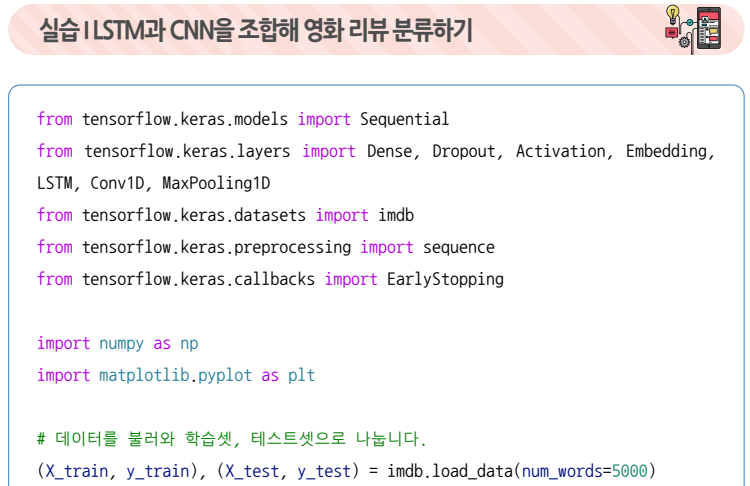 실습 I LSTM과 CNN을 조합해 영화 리뷰 분류하기
from tensorflow.keras.models import Sequential
from tensorflow.keras.layers import Dense, Dropout, Activation, Embedding,
LSTM, Conv1D, MaxPooling1D
from tensorflow.keras.datasets import imdb
from tensorflow.keras.preprocessing import sequence
from tensorflow.keras.callbacks import EarlyStopping
import numpy as np
import matplotlib.pyplot as plt
# 데이터를 불러와 학습셋, 테스트셋으로 나눕니다.
(X_train, y_train), (X_test, y_test) = imdb.load_data(num_words=5000)